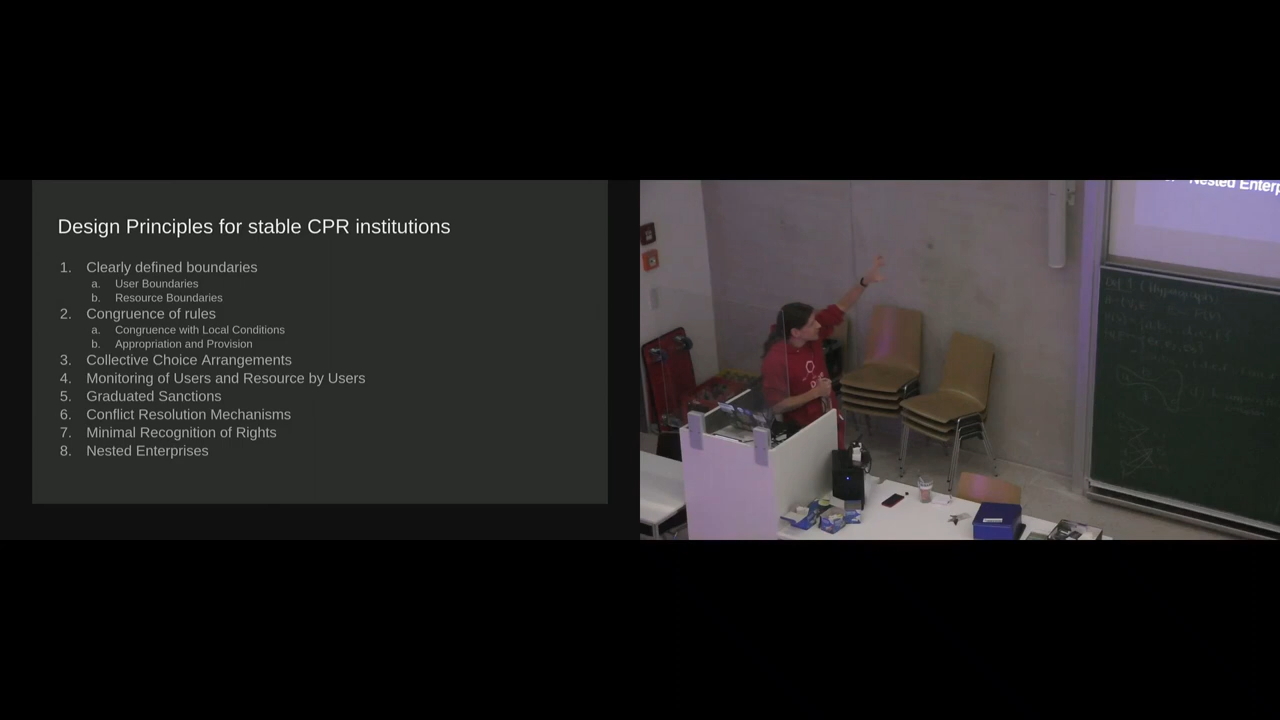 Design Principles for stable CPR institutions
1. Clearly defined boundaries
a. User Boundaries
b. Resource Boundaries
2. Congruence of rules
a. Congruence with Local Conditions
b. Appropriation and Provision
3. Collective Choice Arrangements
4. Monitoring of Users and Resource by Users
5. Graduated Sanctions
6. Conflict Resolution Mechanisms
7. Minimal Recognition of Rights
8. Nested Enterprises
Nested Enterp